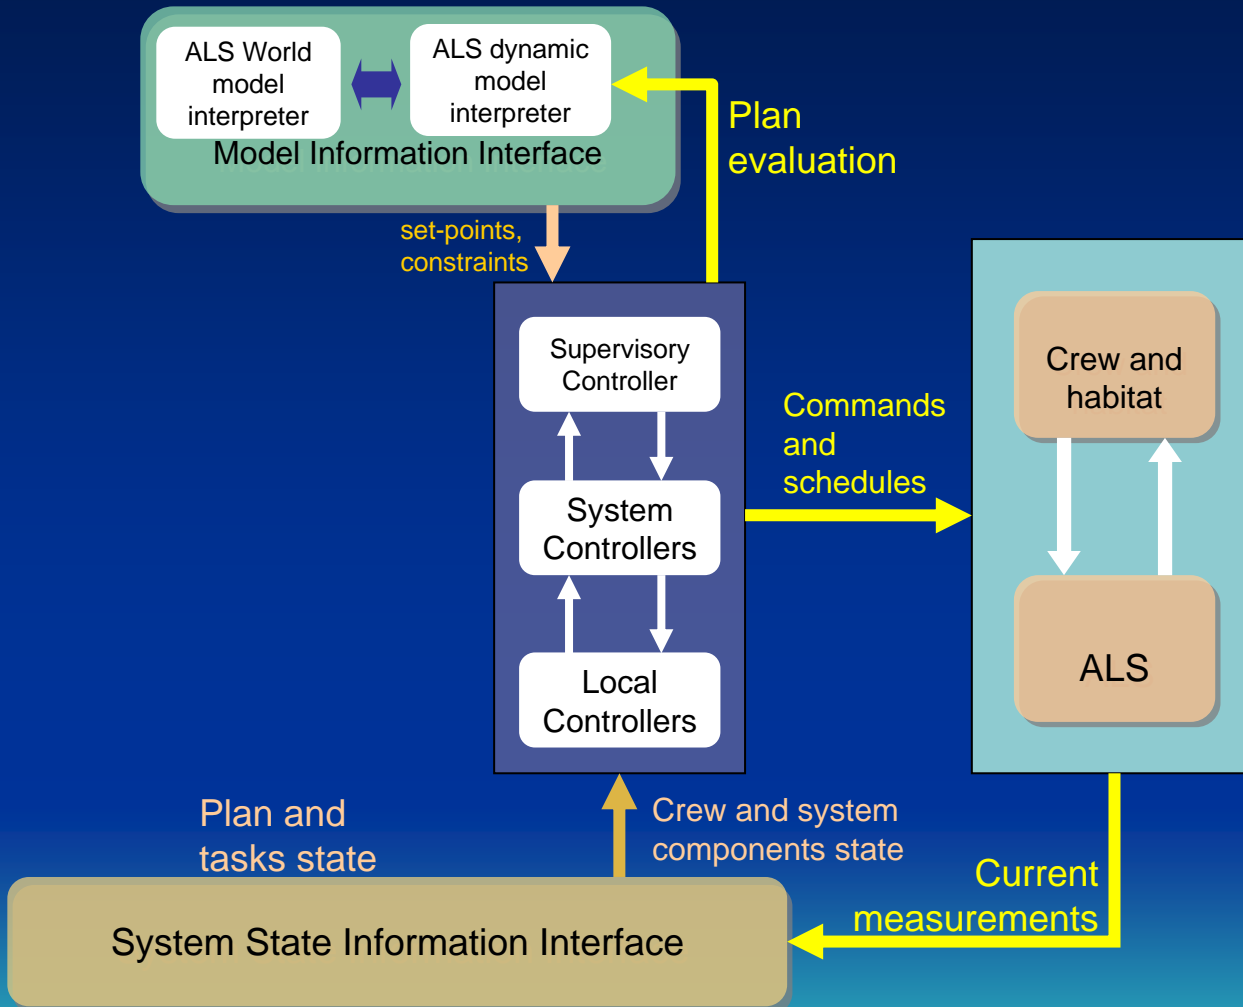 ALS World
model
interpreter
ALS dynamic
model
interpreter
Model Information Interface
Plan
evaluation
set-points,
constraints
Supervisory
Controller
System
Controllers
Local
Controllers
Commands
and
schedules
Crew and
habitat
ALS
Plan and
tasks state
Crew and system
components state
Current
measurements
System State Information Interface